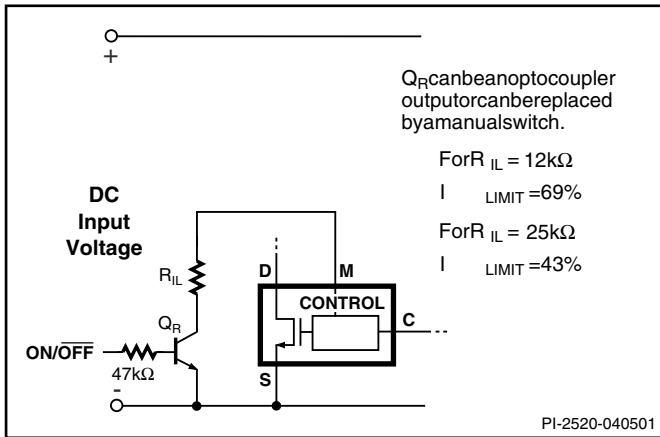 +
QRcanbeanoptocoupler
outputorcanbereplaced
byamanualswitch.
ForR IL = 12kΩ
I LIMIT =69%
ForR IL = 25kΩ
I LIMIT =43%
DC
Input
Voltage
RIL
D M
CONTROL
C
QR
ON/OFF
47kΩ
S
-
PI-2520-040501